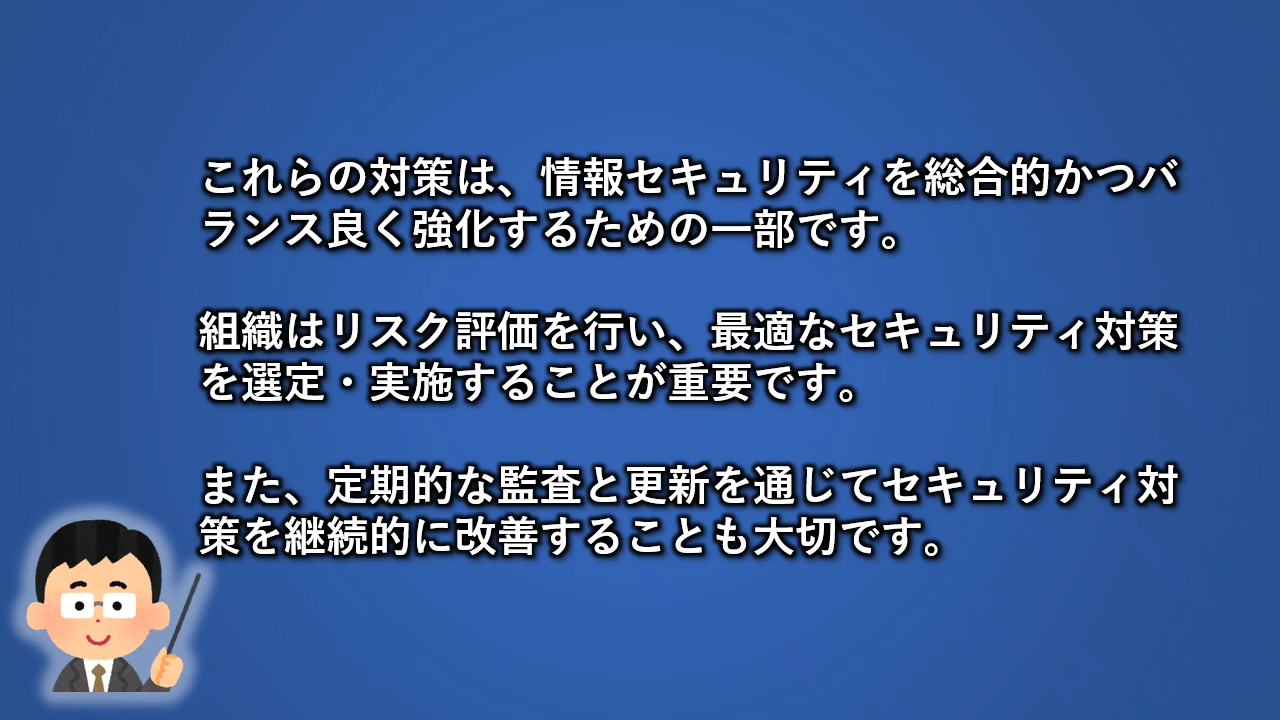 これらの対策は、情報セキュリティを総合的かつバ
ランス良く強化するための一部です。
組織はリスク評価を行い、最適なセキュリティ対策
を選定・実施することが重要です。
また、定期的な監査と更新を通じてセキュリティ対
策を継続的に改善することも大切です。